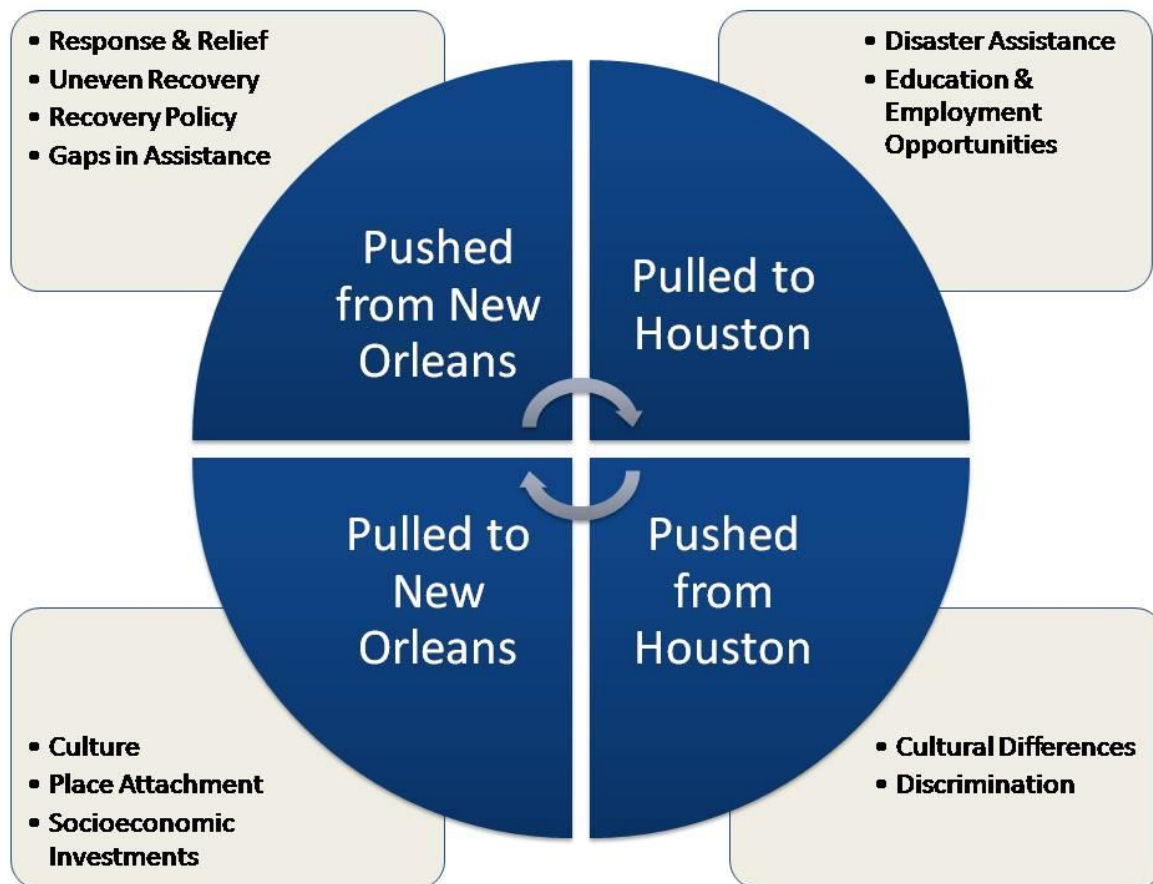 • Response & Relief
• Uneven Recovery
• Recovery Policy
• Gaps in Assistance
• Disaster Assistance
• Education &
Employment
Opportunities
Pushed
from New
Orleans
Pulled to
Houston
Pulled to
New
Orleans
Pushed
from
Houston
• Culture
• Place Attachment
• Socioeconomic
Investments
• Cultural Differences
• Discrimination